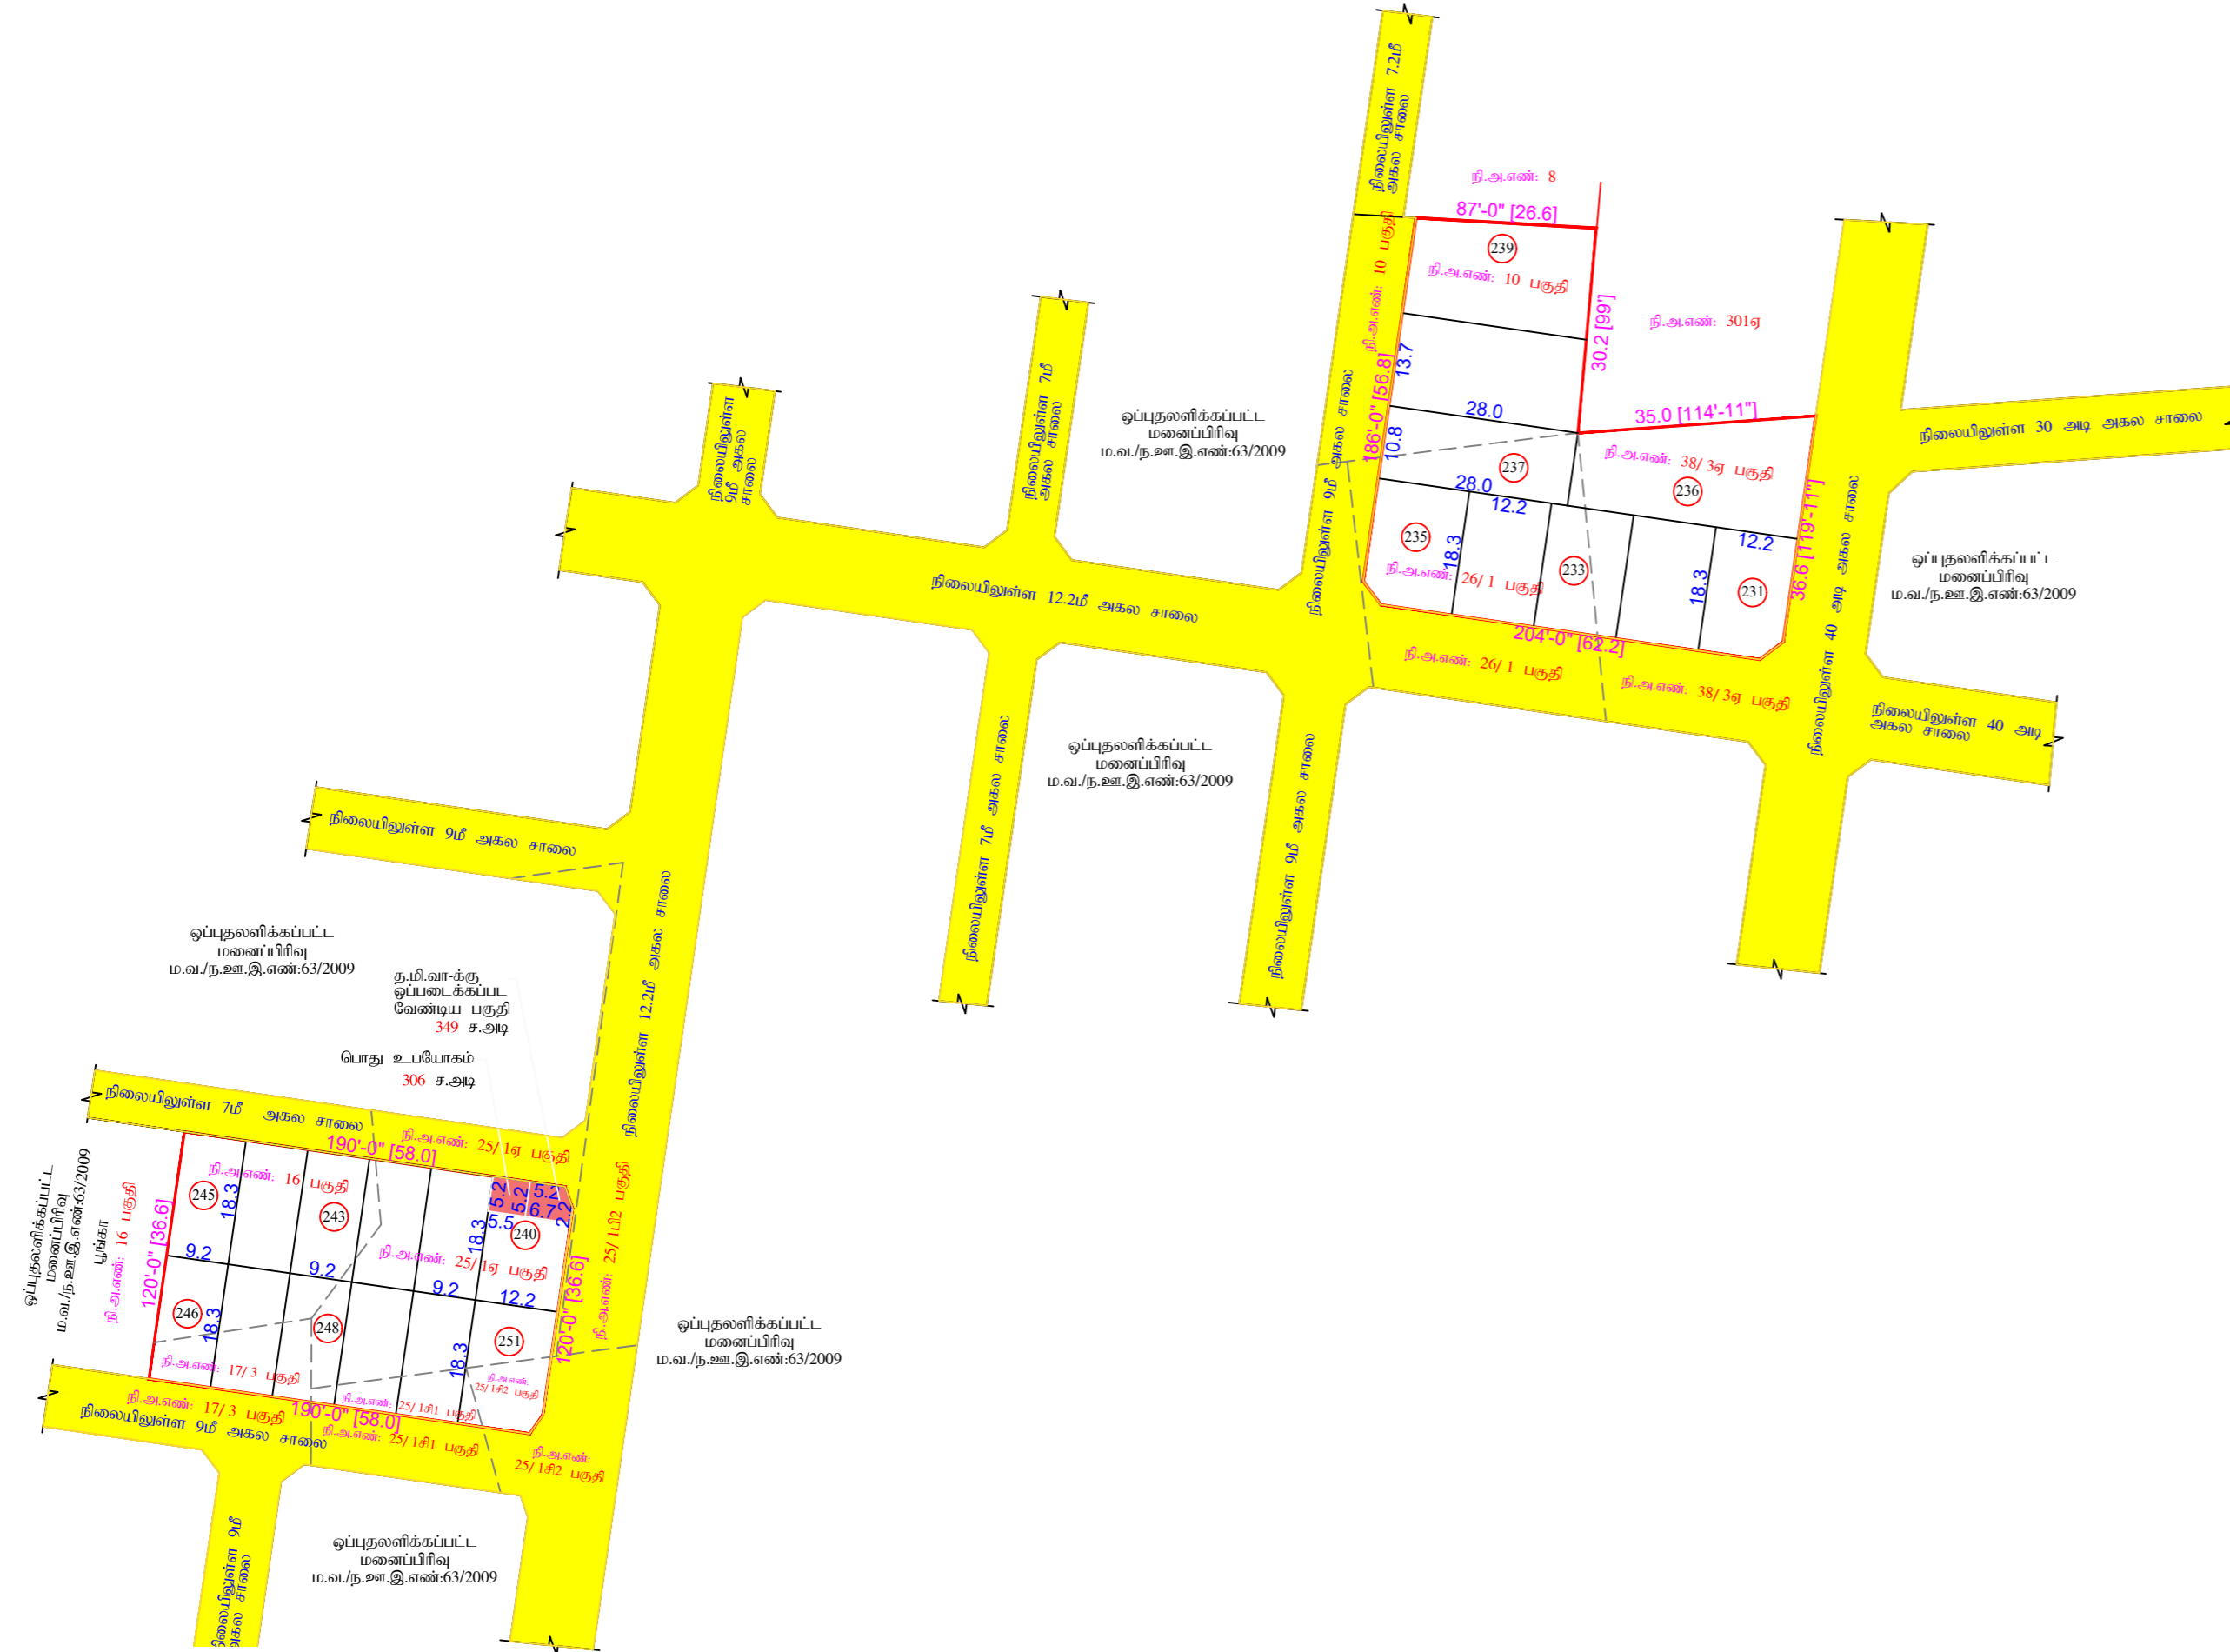 நிலையிலுள்ள 7.2மீ
அகல சாலை
நி.அ.எண்: 8
87'-0" [26.6]
239
நி.அ.எண்: 10 பகுதி
நி.அ.எண்: 10 பகுதி
30.2 [99']
நி.அ.எண்: 301ஏ
13.7
186'-0" [56.8]
28.0
35.0 [114'-11"]
10.8
நி.அ.எண்: 38/3ஏ பகுதி
237
236
28.0
12.2
235
18.3
நி.அ.எண்: 26/1 பகுதி
233
12.2
18.3
231
36.6 [119'-11"]
204'-0" [62.2]
நி.அ.எண்: 26/1 பகுதி
நி.அ.எண்: 38/3ஏ பகுதி
நிலையிலுள்ள 30 அடி அகல சாலை
நிலையிலுள்ள 40 அடி அகல சாலை
நிலையிலுள்ள 40 அடி
அகல சாலை
ஒப்புதலளிக்கப்பட்ட
மனைப்பிரிவு
ம.வ./ந.ஊ.இ.எண்:63/2009
நிலையிலுள்ள
9மீ அகல
சாலை
நிலையிலுள்ள 7மீ
அகல சாலை
ஒப்புதலளிக்கப்பட்ட
மனைப்பிரிவு
ம.வ./ந.ஊ.இ.எண்:63/2009
நிலையிலுள்ள 9மீ அகல சாலை
நிலையிலுள்ள 12.2மீ அகல சாலை
ஒப்புதலளிக்கப்பட்ட
மனைப்பிரிவு
ம.வ./ந.ஊ.இ.எண்:63/2009
நிலையிலுள்ள 7மீ அகல சாலை
நிலையிலுள்ள 9மீ அகல சாலை
நிலையிலுள்ள 9மீ அகல சாலை
நிலையிலுள்ள 12.2மீ அகல சாலை
ஒப்புதலளிக்கப்பட்ட
மனைப்பிரிவு
ம.வ./ந.ஊ.இ.எண்:63/2009
த.மி.வா-க்கு
ஒப்படைக்கப்பட
வேண்டிய பகுதி
349 ச.அடி
பொது உபயோகம்
306 ச.அடி
நிலையிலுள்ள 7மீ அகல சாலை
நி.அ.எண்: 25/1ஏ பகுதி
190'-0" [58.0]
ஒப்புதலளிக்கப்பட்ட
மனைப்பிரிவு
ம.வ./ந.ஊ.இ.எண்:63/2009
பூங்கா
நி.அ.எண்: 16 பகுதி
120'-0" [36.6]
நி.அ.எண்: 16 பகுதி
245
18.3
243
5.2
5.2
5.2
6.7
2.2
5.5
18.3
240
நி.அ.எண்: 25/1ஏ பகுதி
நி.அ.எண்: 25/1பி2 பகுதி
9.2
9.2
9.2
12.2
120'-0" [36.6]
246
18.3
248
251
18.3
நி.அ.எண்: 17/3 பகுதி
நி.அ.எண்: 25/1சி1 பகுதி
நி.அ.எண்:
25/1சி2 பகுதி
நி.அ.எண்: 17/3 பகுதி
190'-0" [58.0]
நிலையிலுள்ள 9மீ அகல சாலை
நி.அ.எண்: 25/1சி1 பகுதி
நி.அ.எண்:
25/1சி2 பகுதி
ஒப்புதலளிக்கப்பட்ட
மனைப்பிரிவு
ம.வ./ந.ஊ.இ.எண்:63/2009
நிலையிலுள்ள 9மீ
அகல சாலை
ஒப்புதலளிக்கப்பட்ட
மனைப்பிரிவு
ம.வ./ந.ஊ.இ.எண்:63/2009